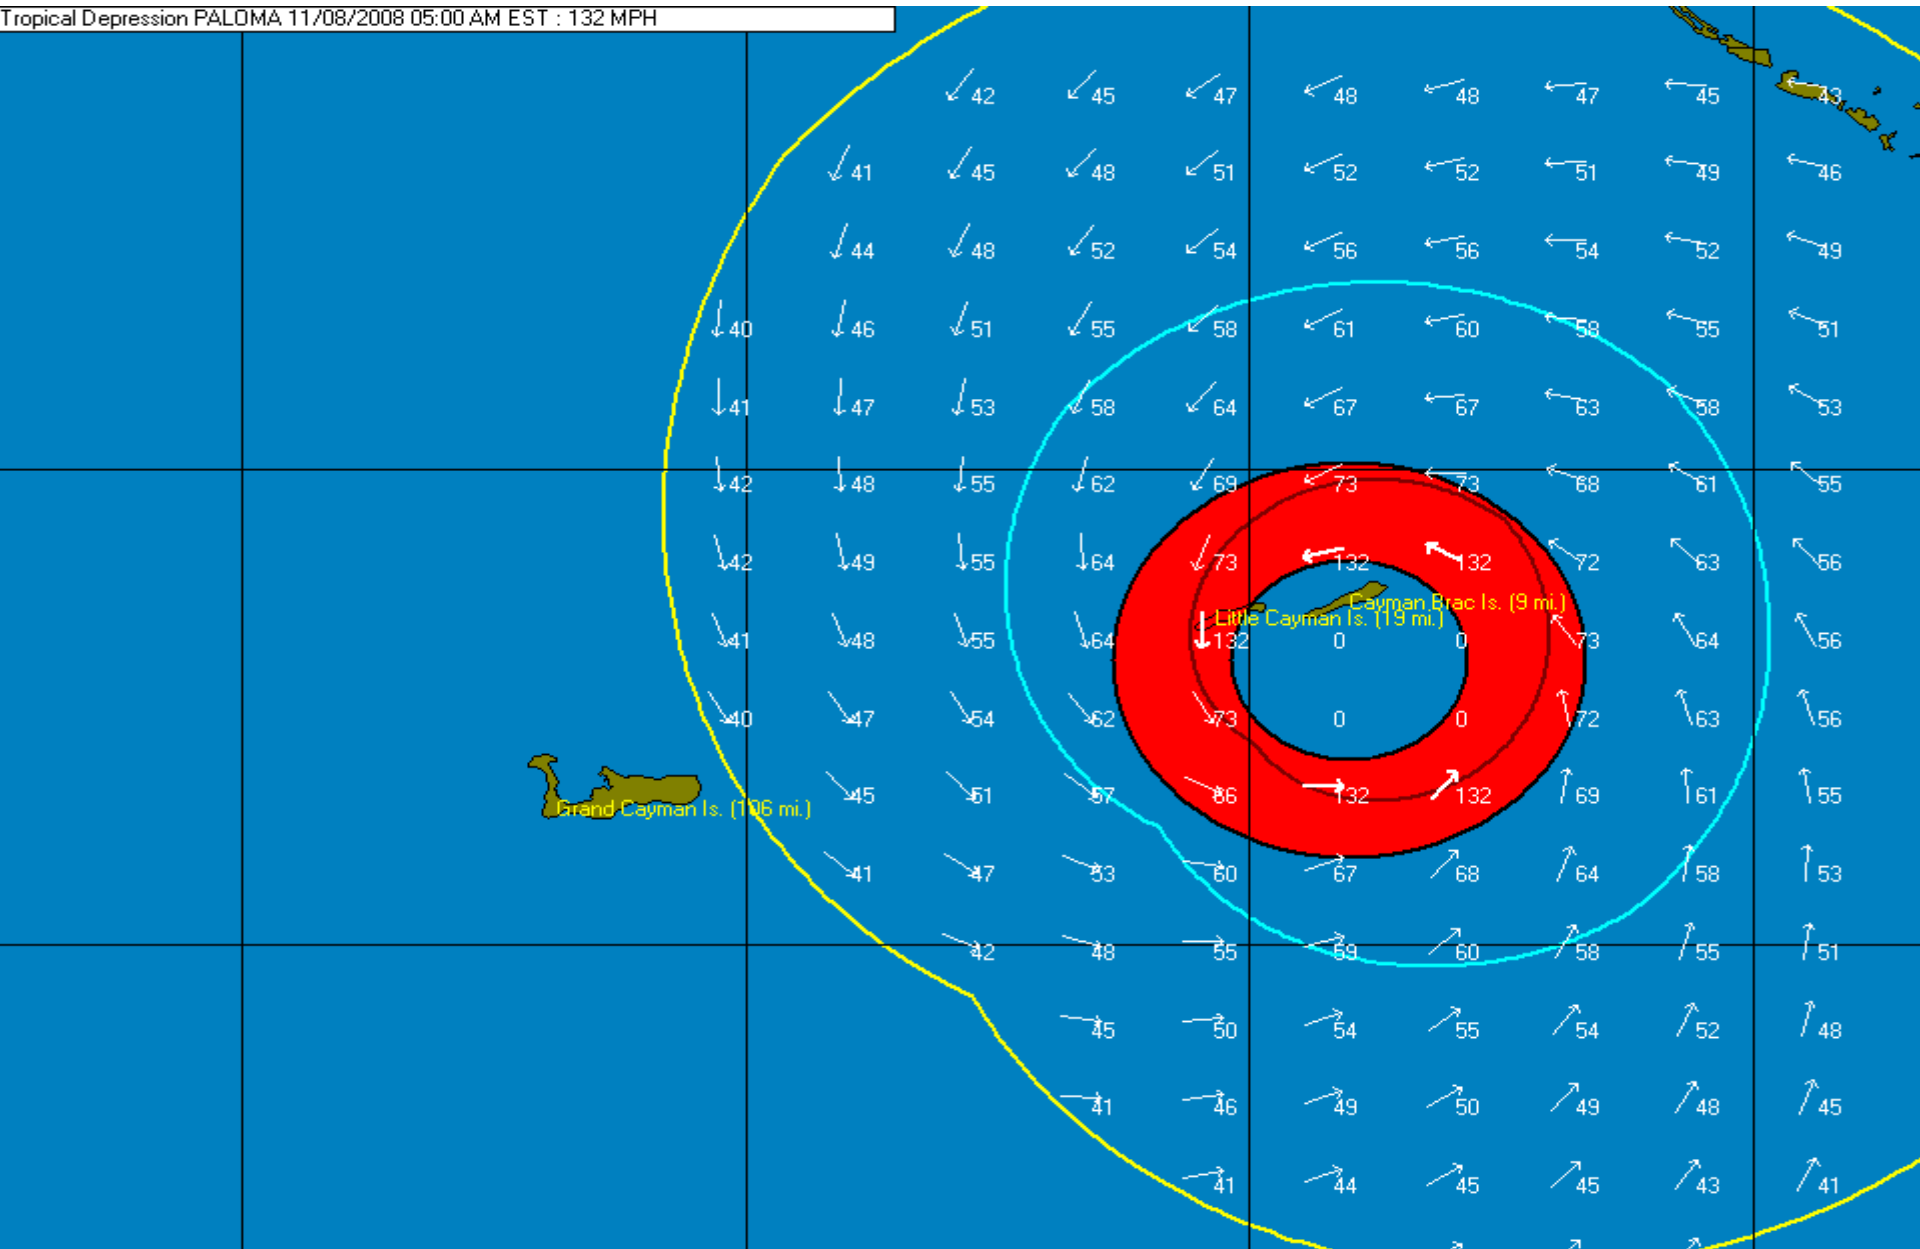 Tropical Depression PALOMA 11/08/2008 05:00 AM EST : 132 MPH
42 45 47 48 48 47 45 43
41 45 48 51 52 52 51 49 46
44 48 52 54 56 56 54 52 49
40 46 51 55 58 61 60 58 55 51
41 47 53 58 64 67 67 63 58 53
42 48 55 62 69 73 73 68 61 55
42 49 55 64 73 132 132 72 63 56
Cayman Brac Is. (9 mi.)
Little Cayman Is. (19 mi.)
41 48 55 64 132 0 0 73 64 56
40 47 54 62 73 0 0 72 63 56
45 51 57 66 132 132 69 61 55
Grand Cayman Is. (106 mi.)
41 47 53 60 67 68 64 58 53
42 48 55 59 60 58 55 51
45 50 54 55 54 52 48
41 46 49 50 49 48 45
41 44 45 45 43 41